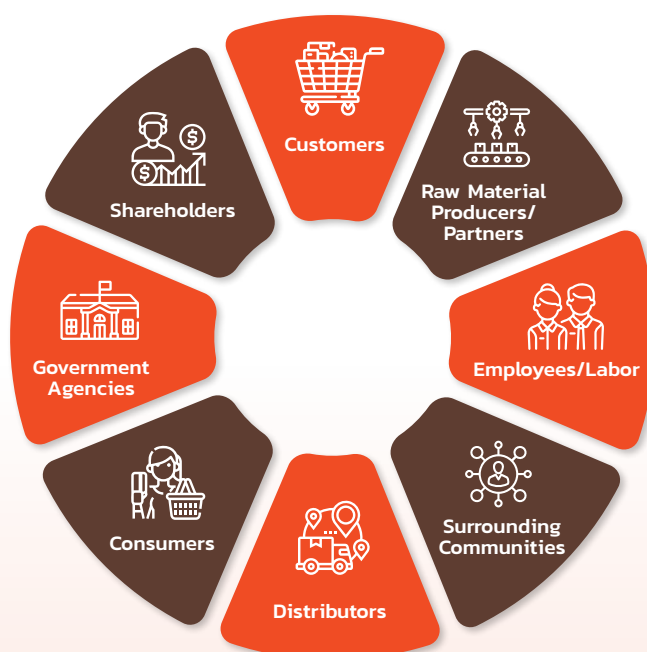 Customers
Raw Material
Producers/
Partners
Employees/Labor
Surrounding
Communities
Distributors
Consumers
Government
Agencies
Shareholders
$
$